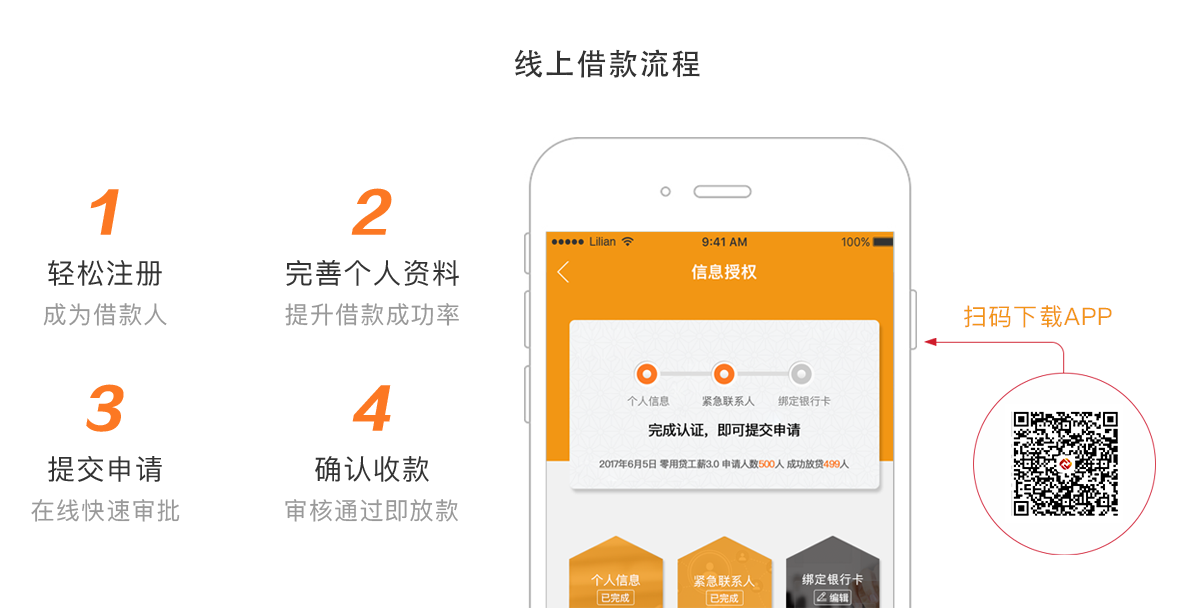 线上借款流程
1
轻松注册
成为借款人
2
完善个人资料
提升借款成功率
3
提交申请
在线快速审批
4
确认收款
审核通过即放款
Lilian
9:41 AM
100%
信息授权
个人信息
紧急联系人
绑定银行卡
完成认证，即可提交申请
2017年6月5日 零用贷工薪3.0 申请人数500人 成功放贷499人
个人信息
已完成
紧急联系人
已完成
绑定银行卡
编辑
扫码下载APP